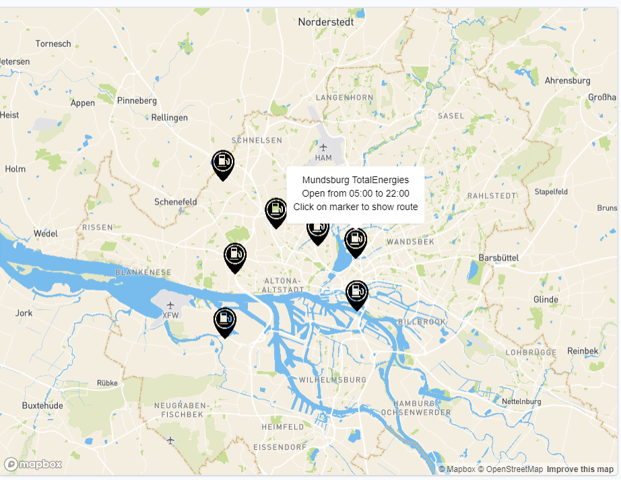 Norderstedt
Tornesch
etersen
Ahrensburg
Appen
Pinneberg
Großha
LANGENHORN
Heist
Rellingen
SASEL
SCHNELSEN
HAM
Holm
Mundsburg TotalEnergies
Open from 05:00 to 22:00
Click on marker to show route
Stapelfeld
RAHLSTEDT
Schenefeld
Bruns
Wedel
RISSEN
WANDSBEK
Barsbüttel
BLANKENESE
ALTONA-
ALTSTADT
Glinde
Jork
XFW
BILLBROOK
LOHBRÜGGE
Reinbek
Rübke
WILHELMSBURG
Buxtehude
NEUGRABEN-
FISCHBEK
HAMBURG
OCHSENWERDER
Nettelnburg
HEIMFELD
EISSENDORF
mapbox
© Mapbox © OpenStreetMap Improve this map